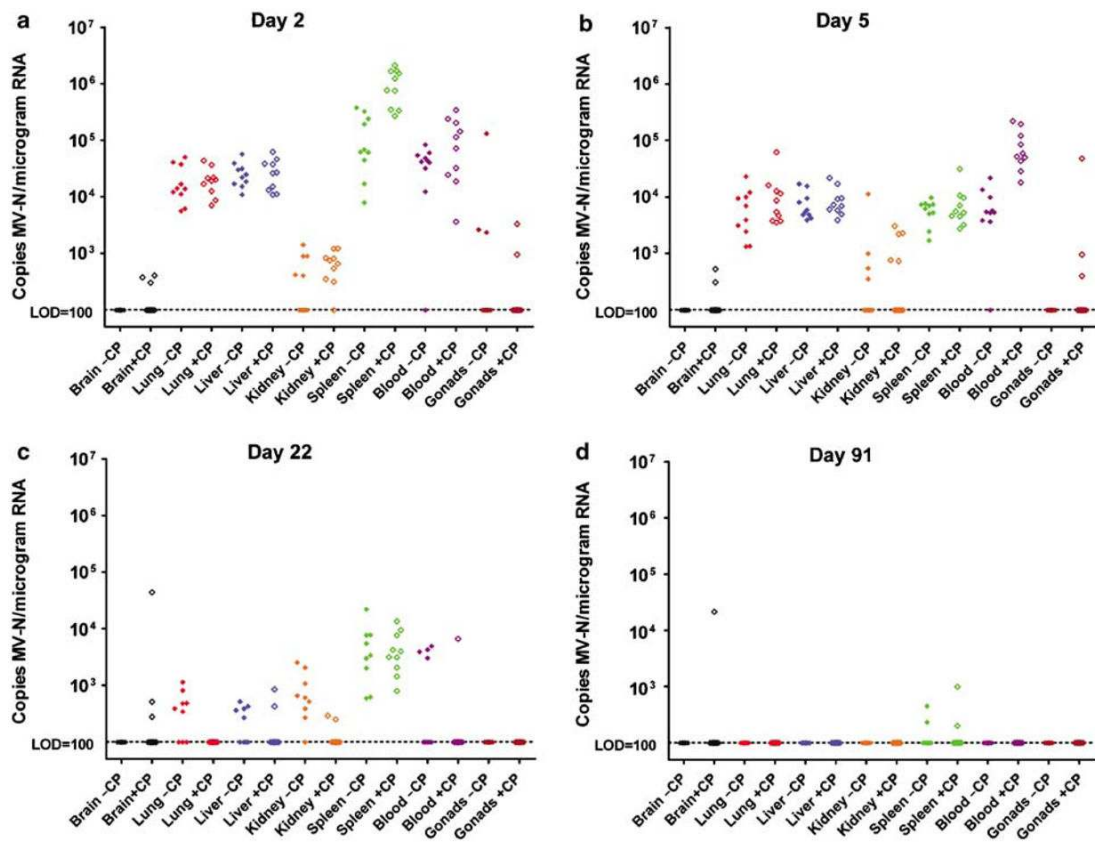 a Day 2
Copies MV-N/microgram RNA
10⁷
10⁶
10⁵
10⁴
10³
LOD=100
Brain –CP
Brain+CP
Lung –CP
Lung +CP
Liver –CP
Liver +CP
Kidney –CP
Kidney +CP
Spleen –CP
Spleen +CP
Blood –CP
Blood +CP
Gonads –CP
Gonads +CP
b Day 5
Copies MV-N/microgram RNA
10⁷
10⁶
10⁵
10⁴
10³
LOD=100
Brain –CP
Brain+CP
Lung –CP
Lung +CP
Liver –CP
Liver +CP
Kidney –CP
Kidney +CP
Spleen –CP
Spleen +CP
Blood –CP
Blood +CP
Gonads –CP
Gonads +CP
c Day 22
Copies MV-N/microgram RNA
10⁷
10⁶
10⁵
10⁴
10³
LOD=100
Brain –CP
Brain+CP
Lung –CP
Lung +CP
Liver –CP
Liver +CP
Kidney –CP
Kidney +CP
Spleen –CP
Spleen +CP
Blood –CP
Blood +CP
Gonads –CP
Gonads +CP
d Day 91
Copies MV-N/microgram RNA
10⁷
10⁶
10⁵
10⁴
10³
LOD=100
Brain –CP
Brain+CP
Lung –CP
Lung +CP
Liver –CP
Liver +CP
Kidney –CP
Kidney +CP
Spleen –CP
Spleen +CP
Blood –CP
Blood +CP
Gonads –CP
Gonads +CP